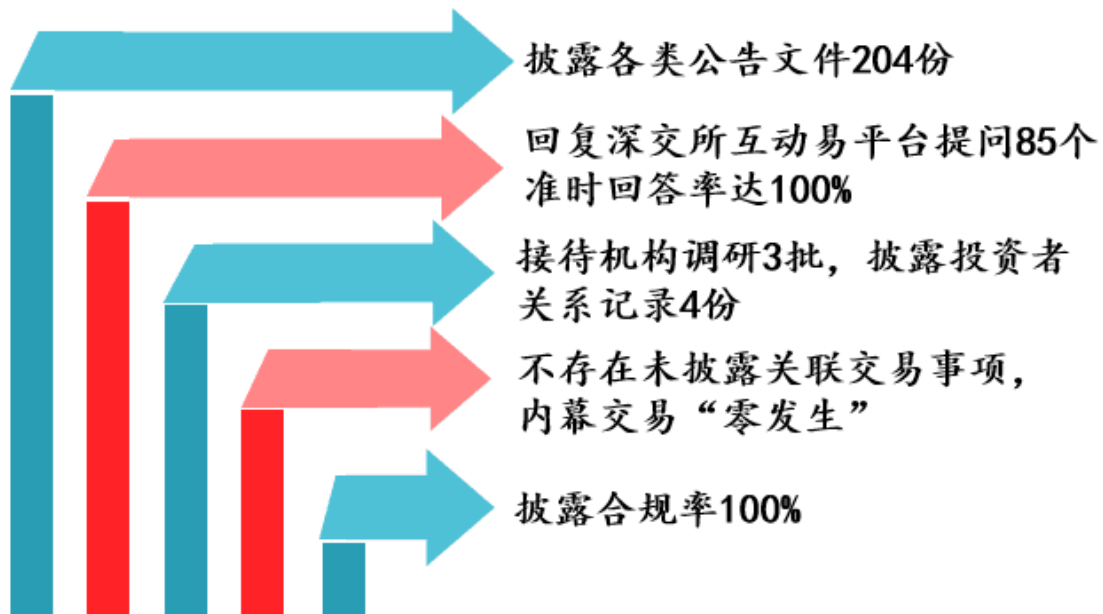 披露各类公告文件204份
回复深交所互动易平台提问85个
准时回答率达100%
接待机构调研3批，披露投资者
关系记录4份
不存在未披露关联交易事项，
内幕交易“零发生”
披露合规率100%